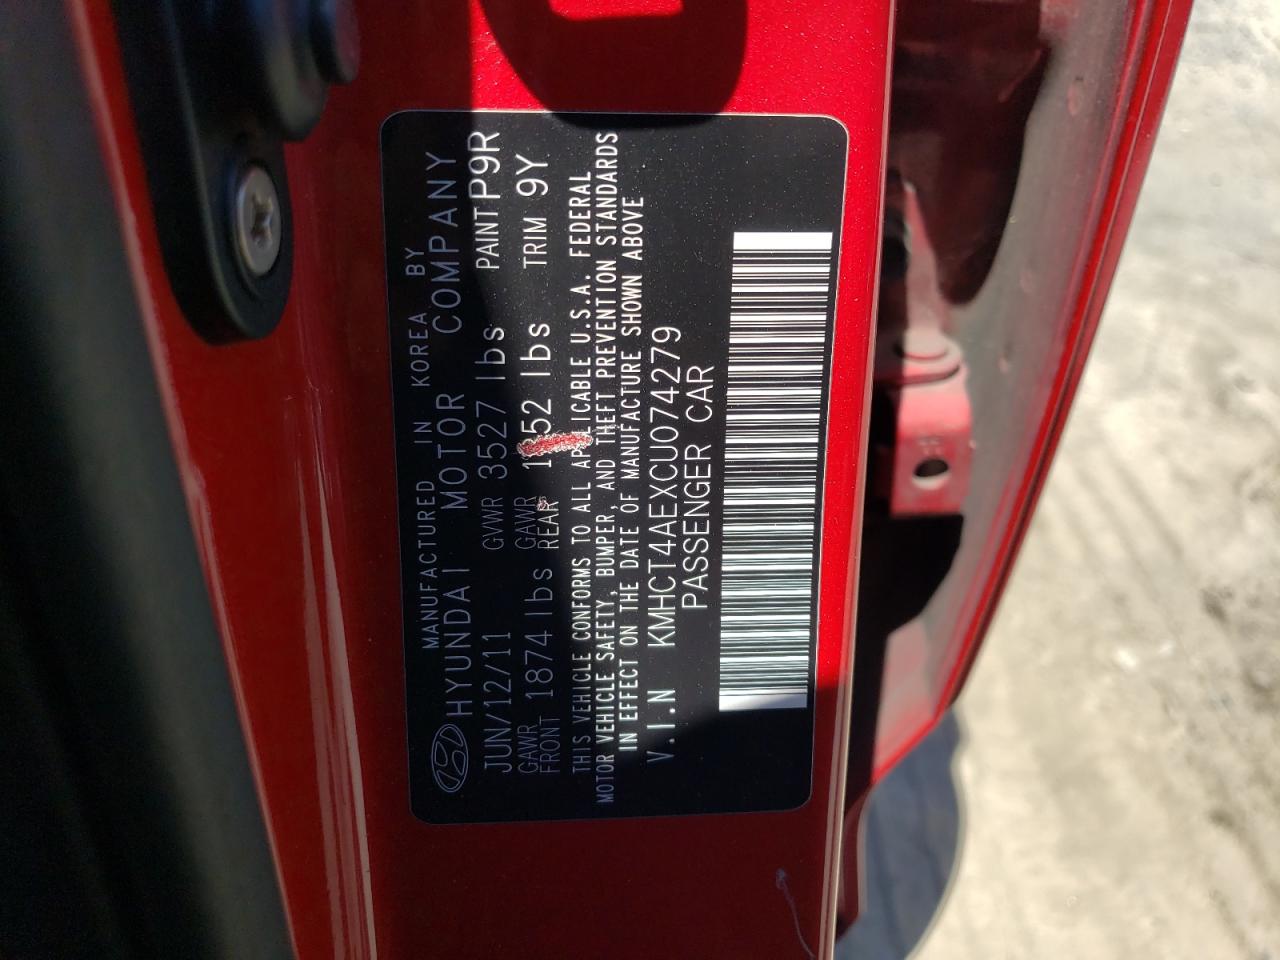 MANUFACTURED IN KOREA BY
HYUNDAI MOTOR COMPANY
JUN/12/11 GVWR 3527 lbs PAINT P9R
GAWR FRONT 1874 lbs GAWR REAR 52 lbs TRIM 9Y
THIS VEHICLE CONFORMS TO ALL APPLICABLE U.S.A. FEDERAL
MOTOR VEHICLE SAFETY, BUMPER, AND THEFT PREVENTION STANDARDS
IN EFFECT ON THE DATE OF MANUFACTURE SHOWN ABOVE
V.I.N KMHCT4AEXCU074279
PASSENGER CAR